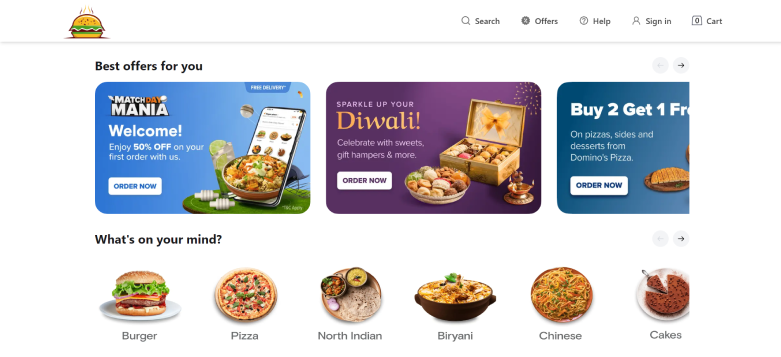 Search
Offers
Help
Sign in
0
Cart
Best offers for you
←
→
FREE DELIVERY*
MATCHDAY
MANIA
Welcome!
Enjoy 50% OFF on your
first order with us.
ORDER NOW
*T&C Apply
SPARKLE UP YOUR
Diwali!
Celebrate with sweets,
gift hampers & more.
ORDER NOW
Buy 2 Get 1 Fre
On pizzas, sides and
desserts from
Domino's Pizza.
ORDER NOW
What's on your mind?
←
→
Burger
Pizza
North Indian
Biryani
Chinese
Cakes